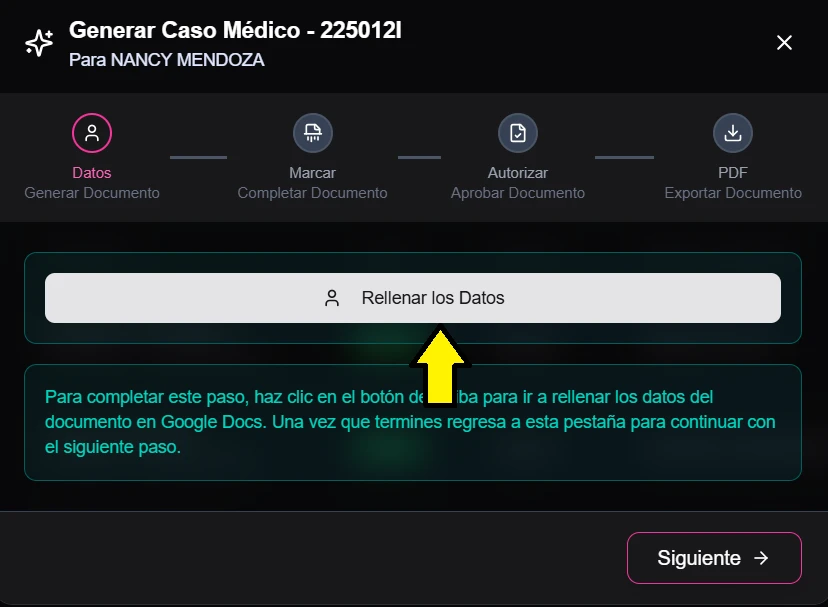 Generar Caso Médico - 225012I
Para NANCY MENDOZA
Datos
Generar Documento
Marcar
Completar Documento
Autorizar
Aprobar Documento
PDF
Exportar Documento
Rellenar los Datos
Para completar este paso, haz clic en el botón de iba para ir a rellenar los datos del
documento en Google Docs. Una vez que termines regresa a esta pestaña para continuar con
el siguiente paso.
Siguiente